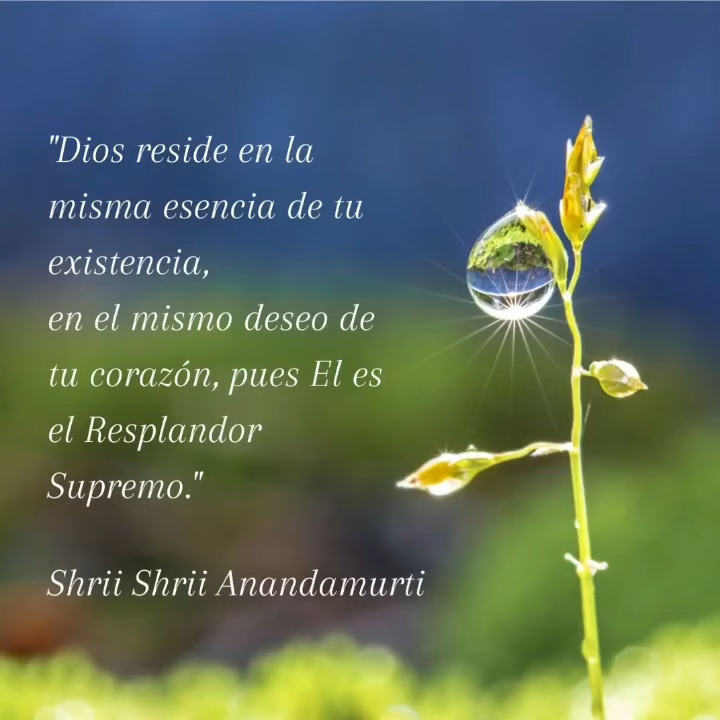 "Dios reside en la
misma esencia de tu
existencia,
en el mismo deseo de
tu corazón, pues El es
el Resplandor
Supremo."
Shrii Shrii Anandamurti